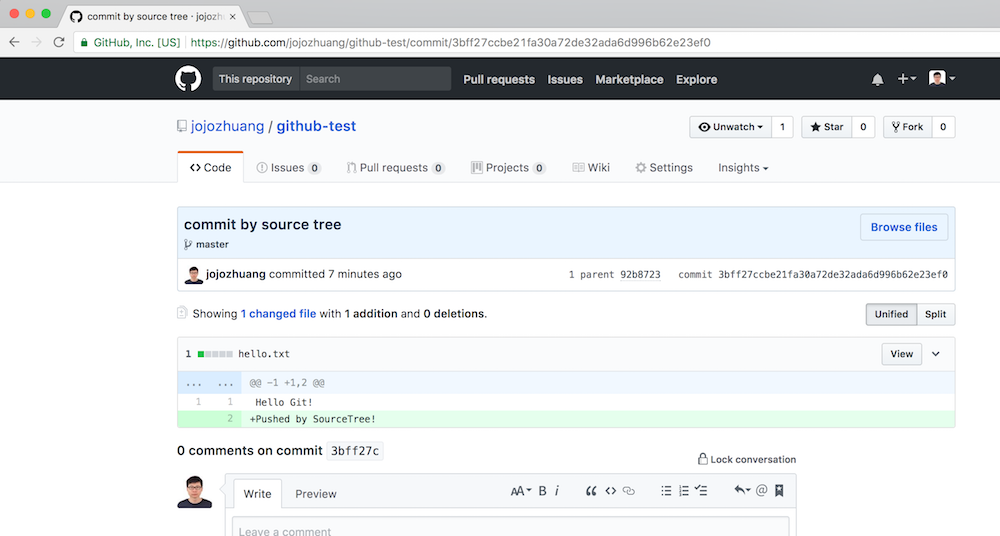 commit by source tree · jojozhu
GitHub, Inc. [US] https://github.com/jojozhuang/github-test/commit/3bff27ccbe21fa30a72de32ada6d996b62e23ef0
This repository Search Pull requests Issues Marketplace Explore
jojozhuang / github-test Unwatch 1 Star 0 Fork 0
Code Issues 0 Pull requests 0 Projects 0 Wiki Settings Insights
commit by source tree Browse files
master
jojozhuang committed 7 minutes ago 1 parent 92b8723 commit 3bff27ccbe21fa30a72de32ada6d996b62e23ef0
Showing 1 changed file with 1 addition and 0 deletions. Unified Split
1 hello.txt View
... ... @@ -1 +1,2 @@
1 1 Hello Git!
2 +Pushed by SourceTree!
0 comments on commit 3bff27c
Lock conversation
Write Preview AA B i “ <> @
Leave a comment